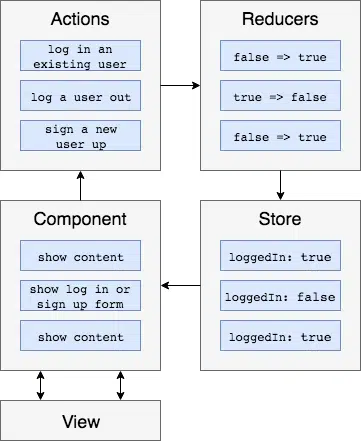 Actions
log in an
existing user
log a user out
sign a new
user up
Reducers
false => true
true => false
false => true
Component
show content
show log in or
sign up form
show content
Store
loggedIn: true
loggedIn: false
loggedIn: true
View